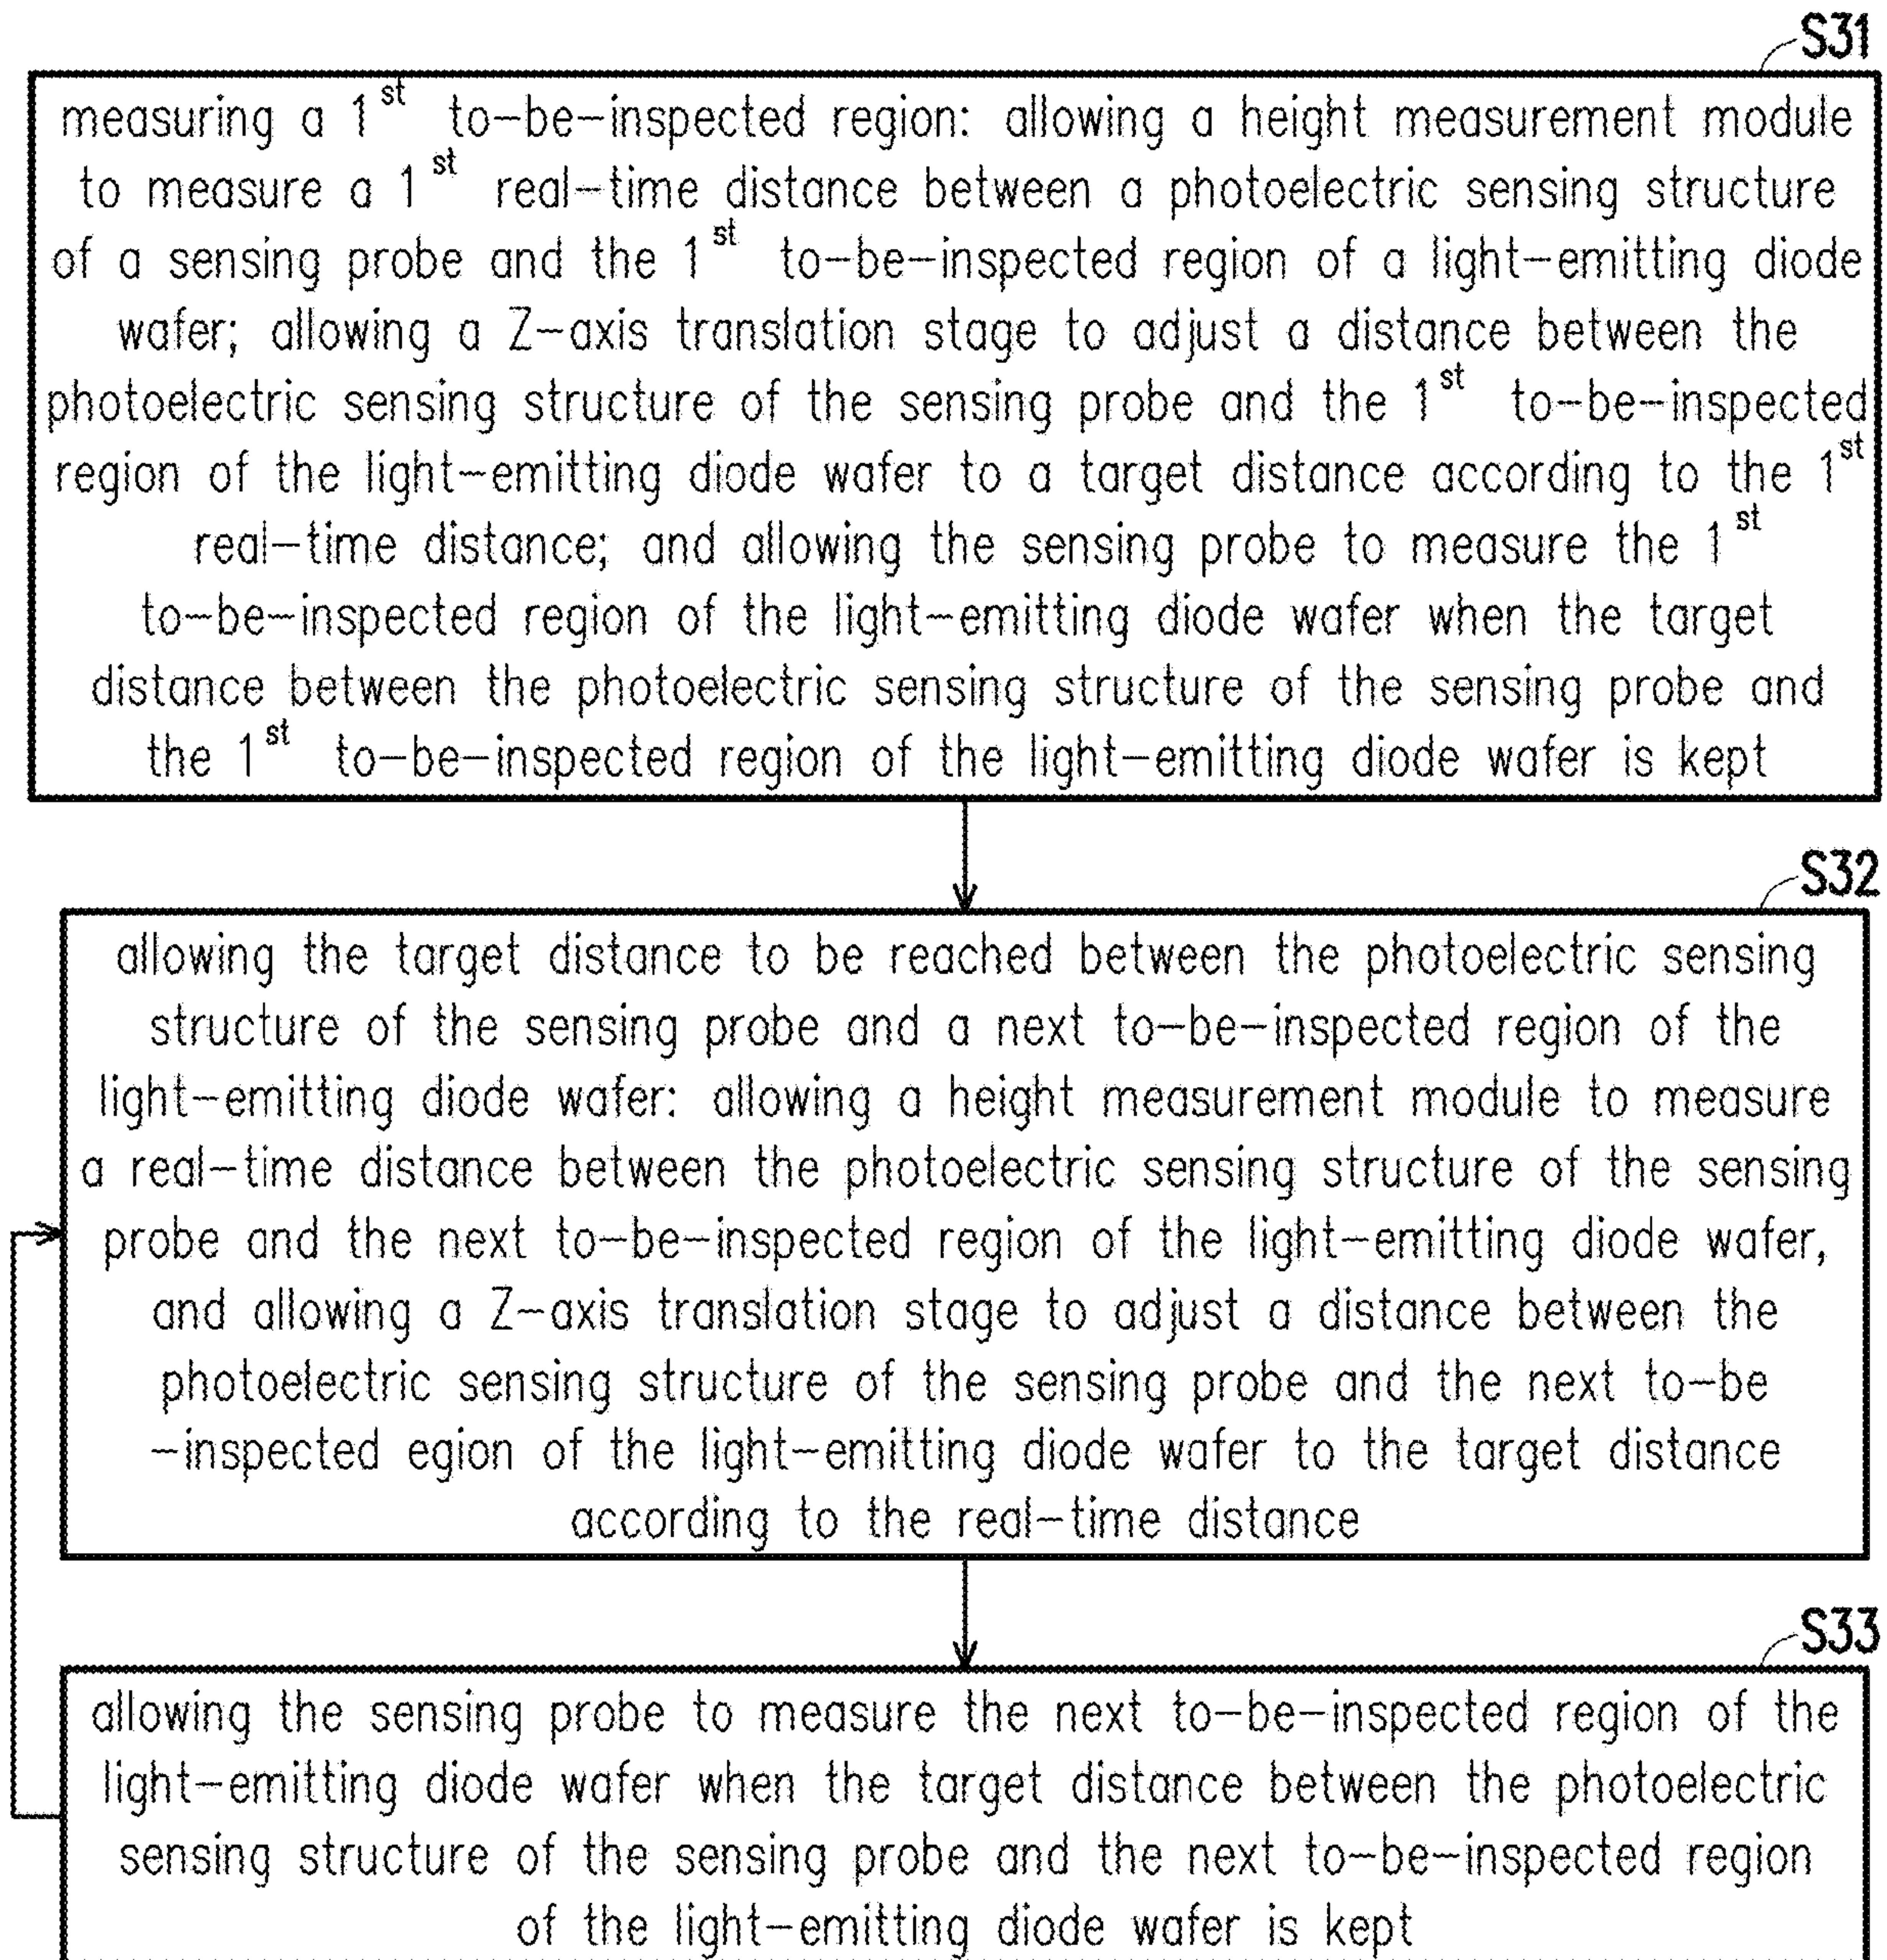 S31
measuring a 1st to-be-inspected region: allowing a height measurement module
to measure a 1st real-time distance between a photoelectric sensing structure
of a sensing probe and the 1st to-be-inspected region of a light-emitting diode
wafer; allowing a Z-axis translation stage to adjust a distance between the
photoelectric sensing structure of the sensing probe and the 1st to-be-inspected
region of the light-emitting diode wafer to a target distance according to the 1st
real-time distance; and allowing the sensing probe to measure the 1st
to-be-inspected region of the light-emitting diode wafer when the target
distance between the photoelectric sensing structure of the sensing probe and
the 1st to-be-inspected region of the light-emitting diode wafer is kept
S32
allowing the target distance to be reached between the photoelectric sensing
structure of the sensing probe and a next to-be-inspected region of the
light-emitting diode wafer: allowing a height measurement module to measure
a real-time distance between the photoelectric sensing structure of the sensing
probe and the next to-be-inspected region of the light-emitting diode wafer,
and allowing a Z-axis translation stage to adjust a distance between the
photoelectric sensing structure of the sensing probe and the next to-be
-inspected egion of the light-emitting diode wafer to the target distance
according to the real-time distance
S33
allowing the sensing probe to measure the next to-be-inspected region of the
light-emitting diode wafer when the target distance between the photoelectric
sensing structure of the sensing probe and the next to-be-inspected region
of the light-emitting diode wafer is kept